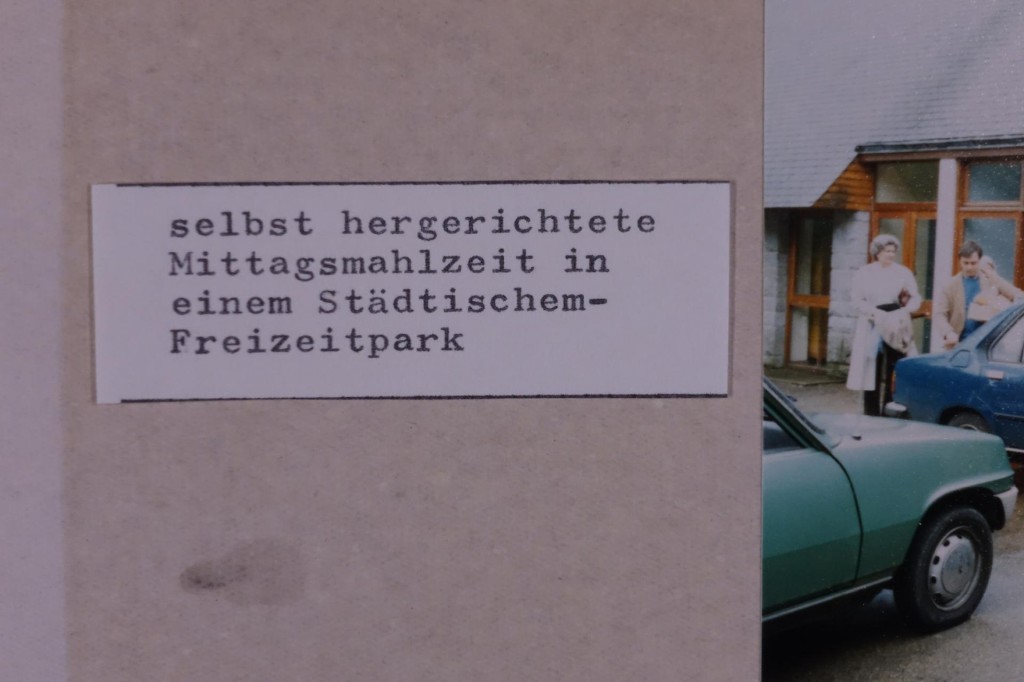 selbst hergerichtete
Mittagsmahlzeit in
einem Städtischem-
Freizeitpark